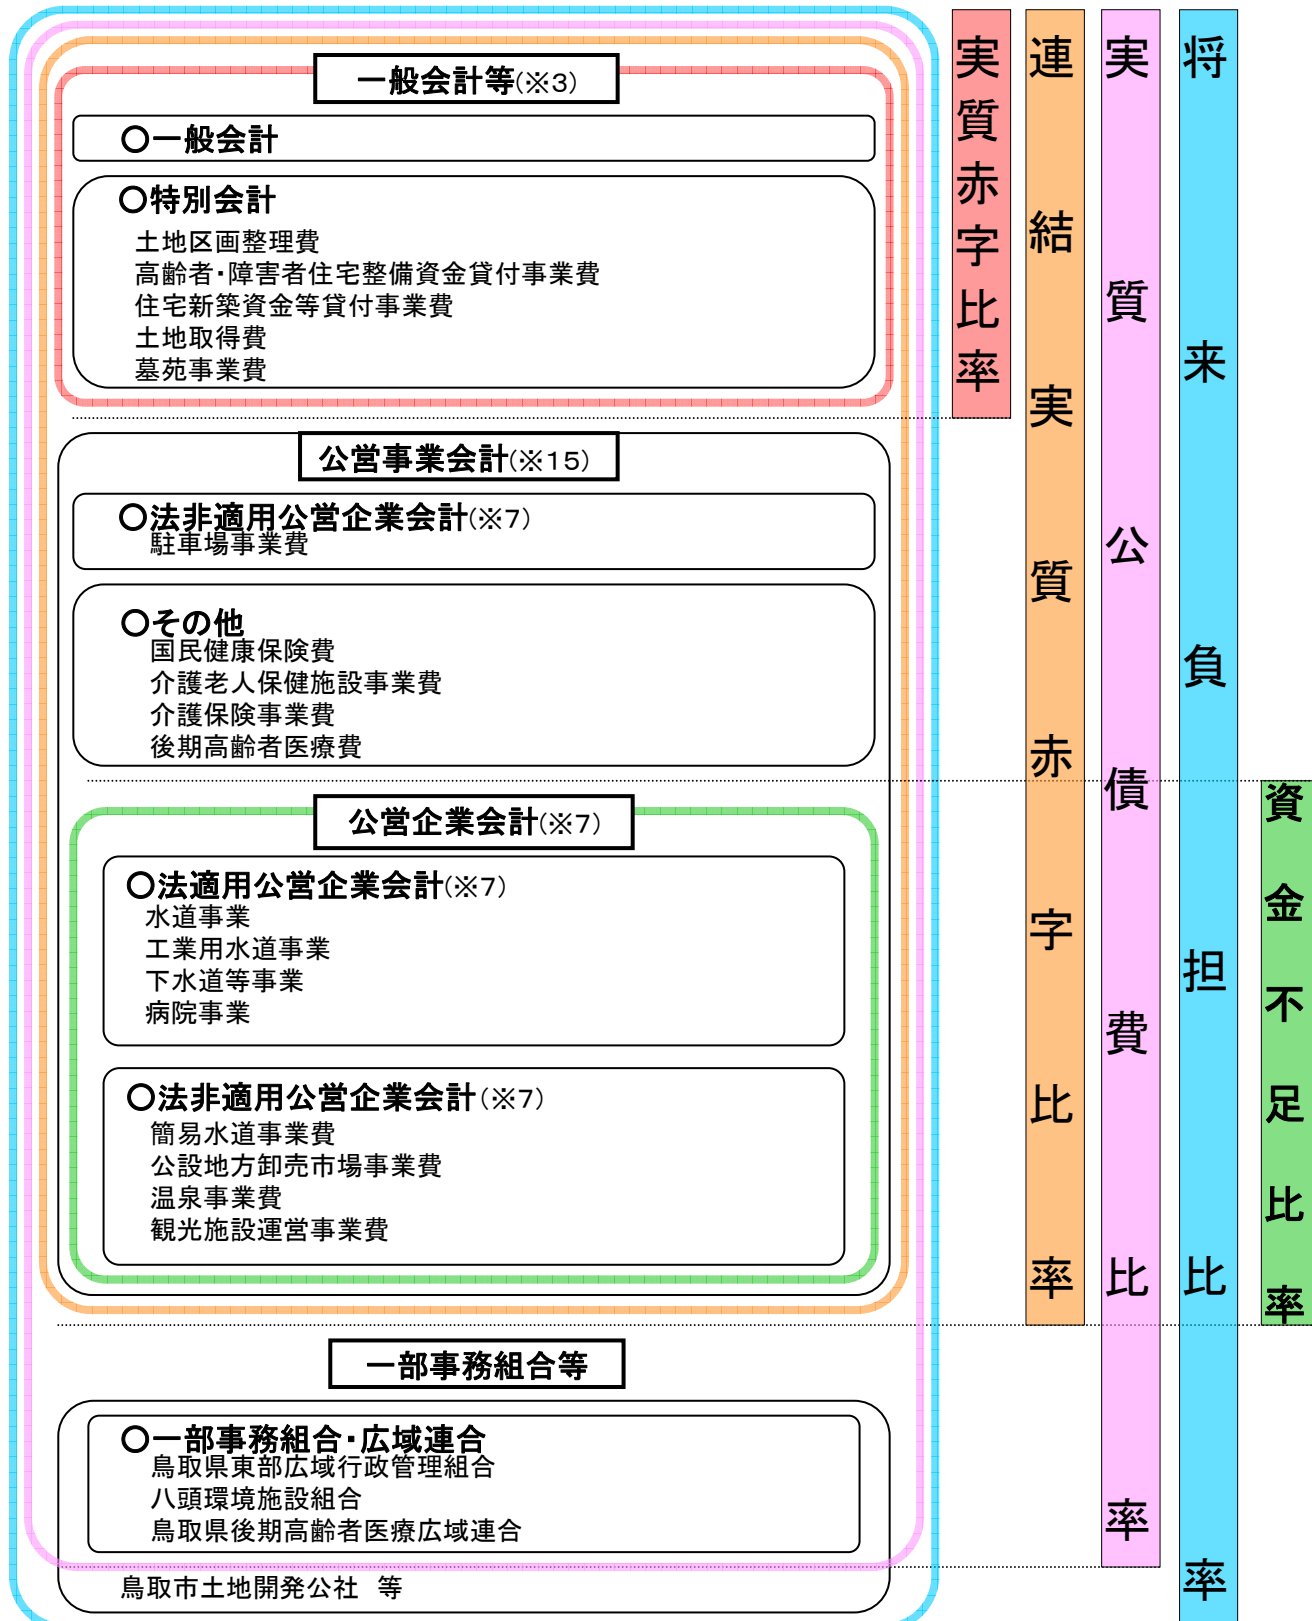 一般会計等(※3)
○一般会計
○特別会計
土地区画整理費
高齢者・障害者住宅整備資金貸付事業費
住宅新築資金等貸付事業費
土地取得費
墓苑事業費
公営事業会計(※15)
○法非適用公営企業会計(※7)
駐車場事業費
○その他
国民健康保険費
介護老人保健施設事業費
介護保険事業費
後期高齢者医療費
公営企業会計(※7)
○法適用公営企業会計(※7)
水道事業
工業用水道事業
下水道等事業
病院事業
○法非適用公営企業会計(※7)
簡易水道事業費
公設地方卸売市場事業費
温泉事業費
観光施設運営事業費
一部事務組合等
○一部事務組合・広域連合
鳥取県東部広域行政管理組合
八頭環境施設組合
鳥取県後期高齢者医療広域連合
鳥取市土地開発公社　等
実質赤字比率
連結実質赤字比率
実質公債費比率
将来負担比率
資金不足比率